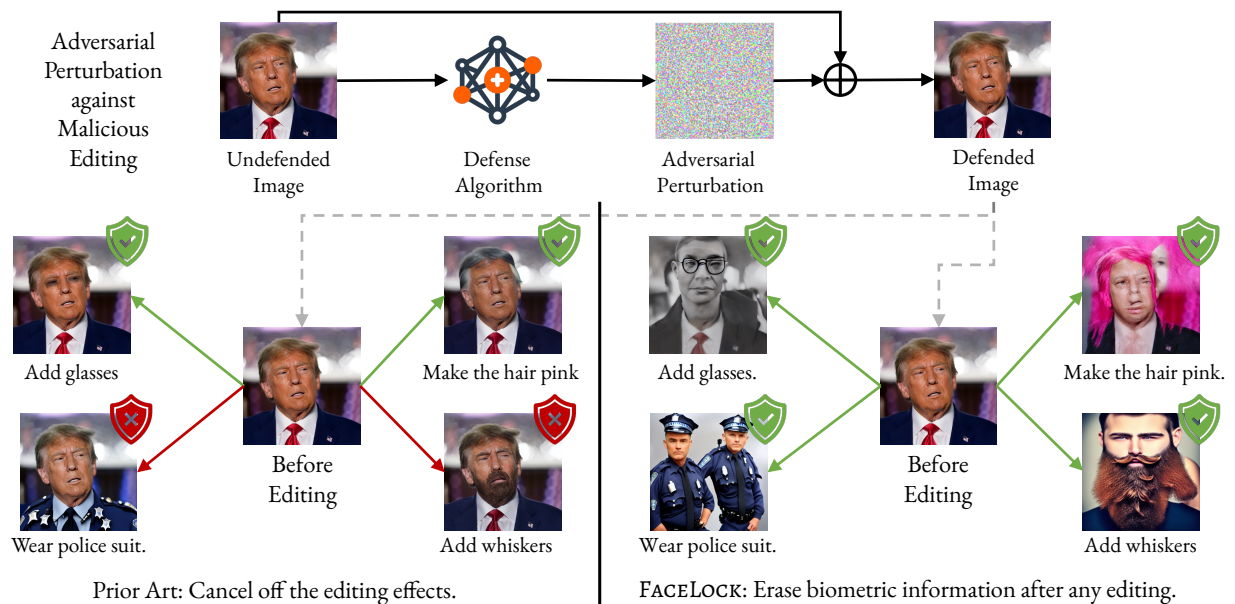 Adversarial
Perturbation
against
Malicious
Editing
Undefended
Image
Defense
Algorithm
Adversarial
Perturbation
Defended
Image
Add glasses
Make the hair pink
Wear police suit.
Add whiskers
Before
Editing
Prior Art: Cancel off the editing effects.
Add glasses.
Make the hair pink.
Wear police suit.
Add whiskers
Before
Editing
FACELOCK: Erase biometric information after any editing.